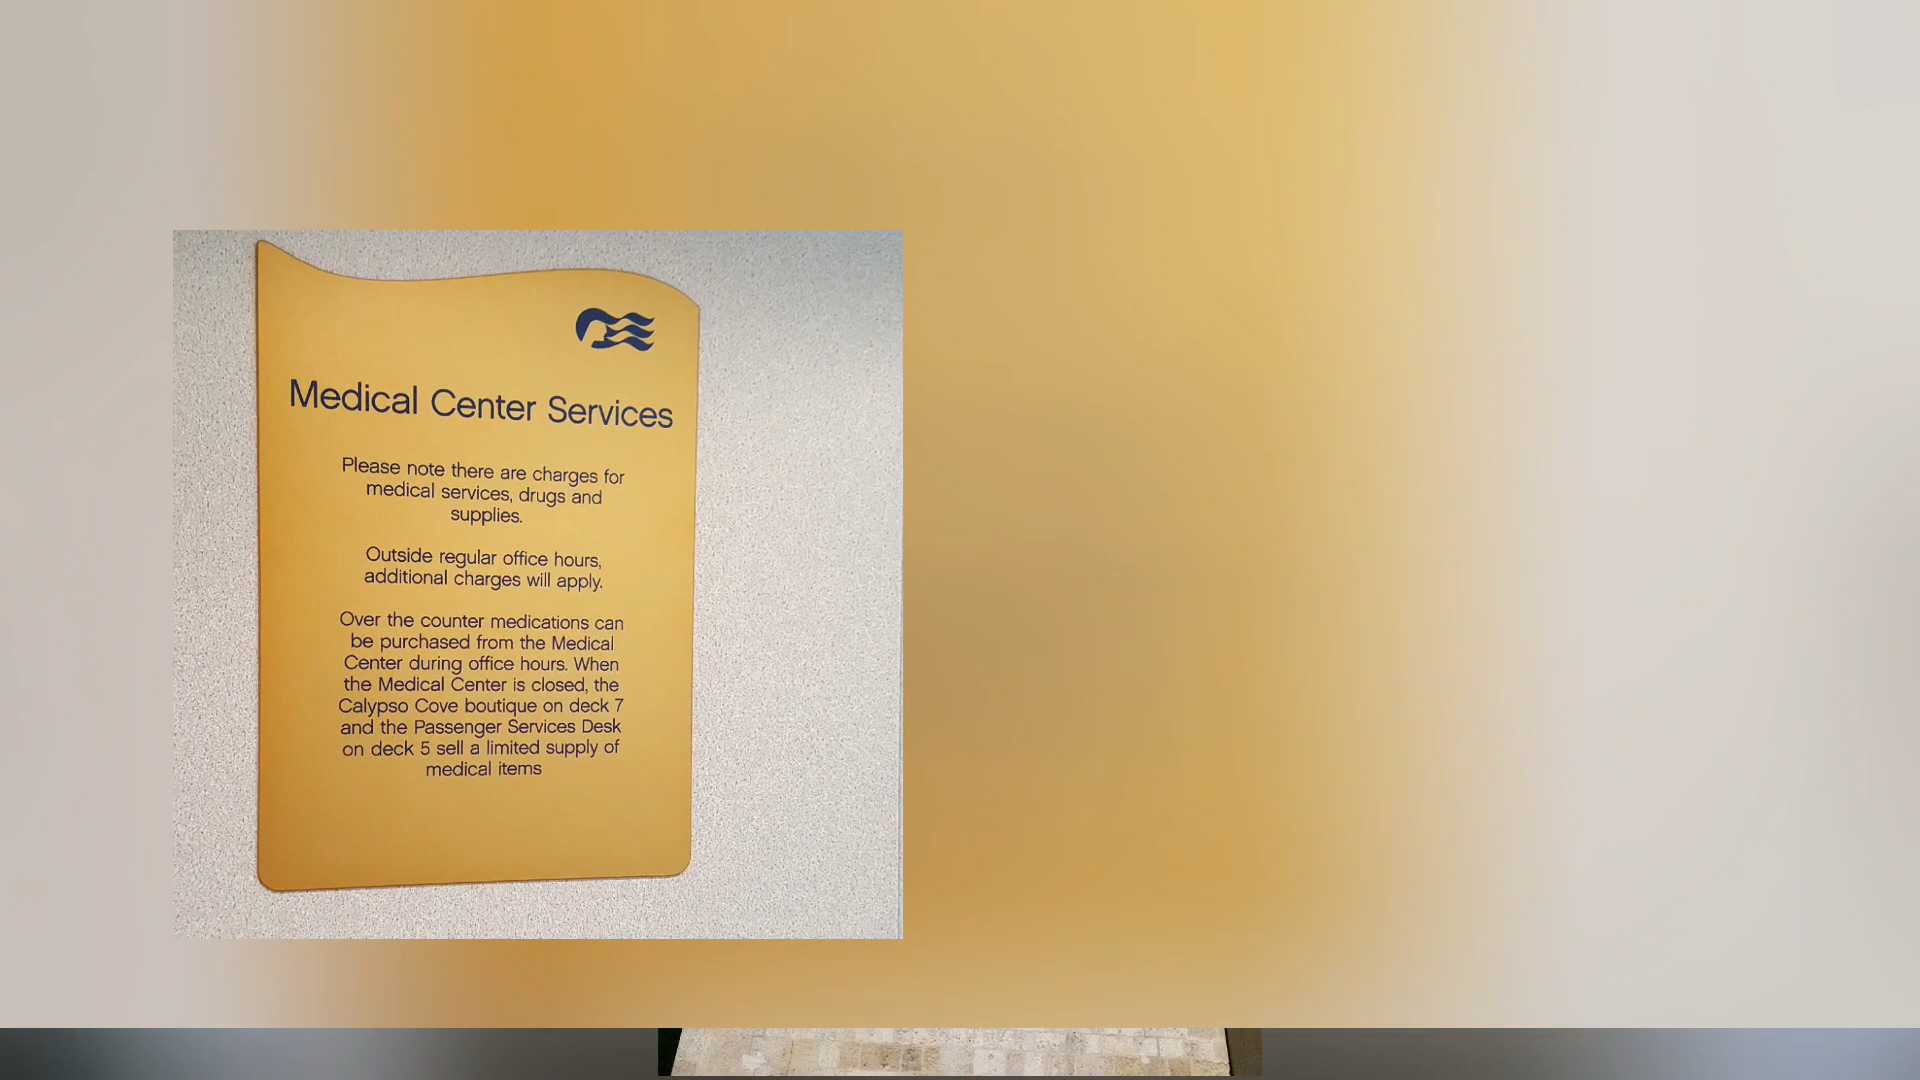 Medical Center Services
Please note there are charges for
medical services, drugs and
supplies.
Outside regular office hours,
additional charges will apply.
Over the counter medications can
be purchased from the Medical
Center during office hours. When
the Medical Center is closed, the
Calypso Cove boutique on deck 7
and the Passenger Services Desk
on deck 5 sell a limited supply of
medical items